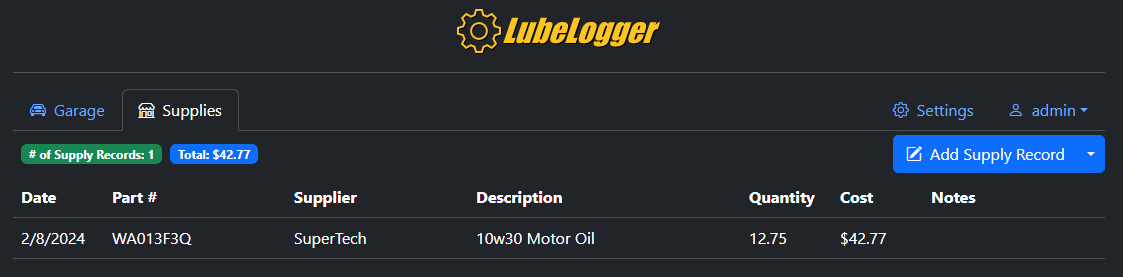 LubeLogger
Garage Supplies Settings admin
# of Supply Records: 1 Total: $42.77 Add Supply Record
Date Part # Supplier Description Quantity Cost Notes
2/8/2024 WA013F3Q SuperTech 10w30 Motor Oil 12.75 $42.77